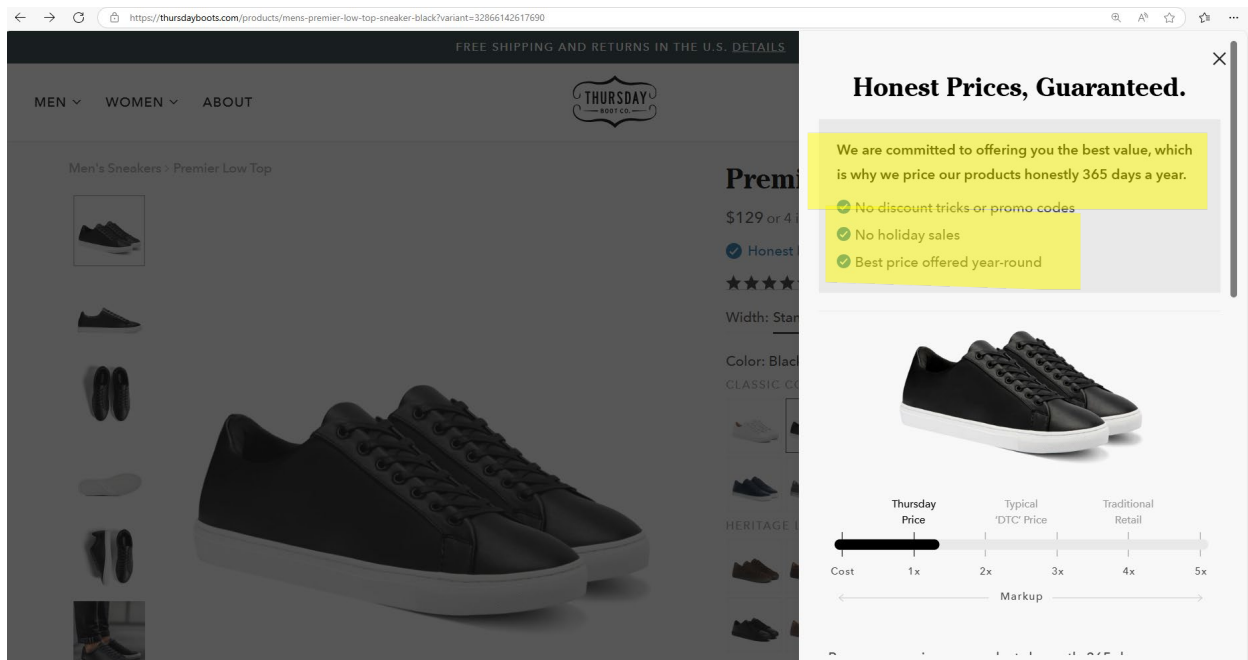 https://thursdayboots.com/products/mens-premier-low-top-sneaker-black?variant=32866142617690
FREE SHIPPING AND RETURNS IN THE U.S. DETAILS
MEN
WOMEN
ABOUT
THURSDAY
BOOT CO.
Men's Sneakers > Premier Low Top
$129 or 4
Honest
Width:
Color:
CLASSIC
HERITAGE
Honest Prices, Guaranteed.
We are committed to offering you the best value, which
is why we price our products honestly 365 days a year.
No discount tricks or promo codes
No holiday sales
Best price offered year-round
Thursday
Price
Typical
'DTC' Price
Traditional
Retail
Cost 1x 2x 3x 4x 5x
Markup